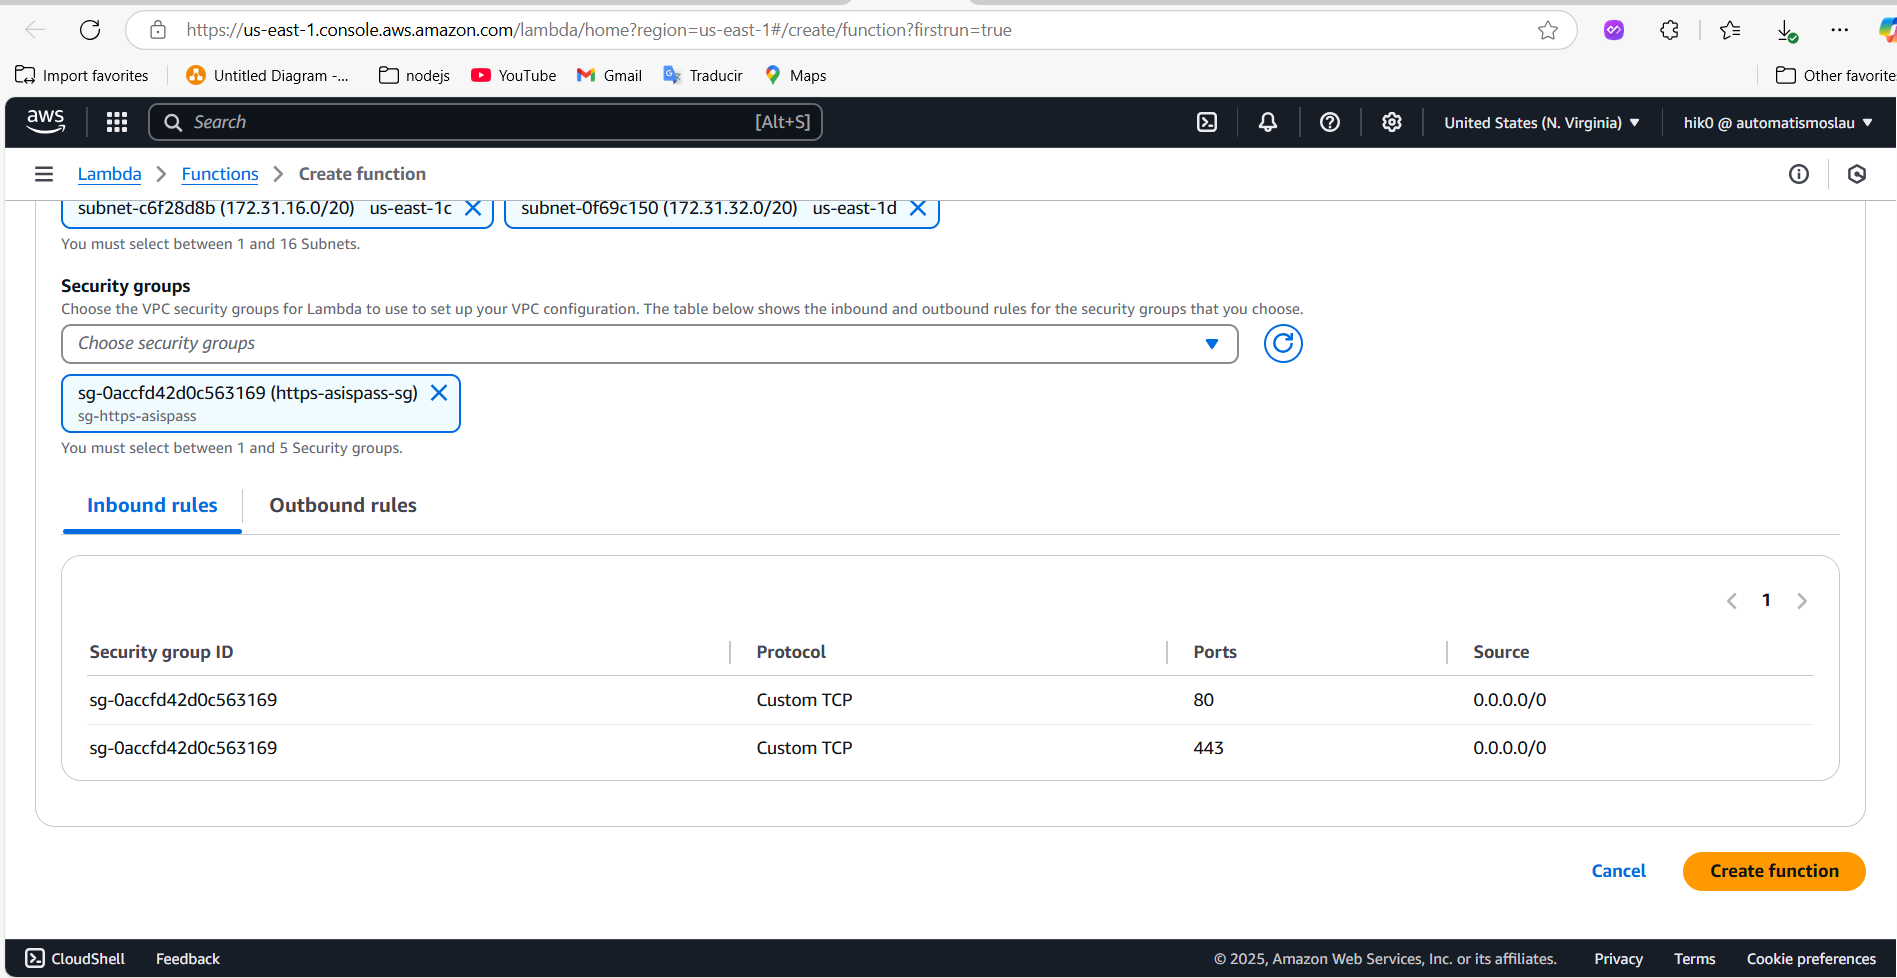 https://us-east-1.console.aws.amazon.com/lambda/home?region=us-east-1#/create/function?firstrun=true
Import favorites Untitled Diagram -... nodejs YouTube Gmail Traducir Maps Other favorite
aws Search [Alt+S] United States (N. Virginia) hik0 @ automatismoslau
Lambda Functions Create function
subnet-c6f28d8b (172.31.16.0/20) us-east-1c subnet-0f69c150 (172.31.32.0/20) us-east-1d
You must select between 1 and 16 Subnets.
Security groups
Choose the VPC security groups for Lambda to use to set up your VPC configuration. The table below shows the inbound and outbound rules for the security groups that you choose.
Choose security groups
sg-0accfd42d0c563169 (https-asispass-sg)
sg-https-asispass
You must select between 1 and 5 Security groups.
Inbound rules Outbound rules
1
Security group ID Protocol Ports Source
sg-0accfd42d0c563169 Custom TCP 80 0.0.0.0/0
sg-0accfd42d0c563169 Custom TCP 443 0.0.0.0/0
Cancel Create function
CloudShell Feedback © 2025, Amazon Web Services, Inc. or its affiliates. Privacy Terms Cookie preferences